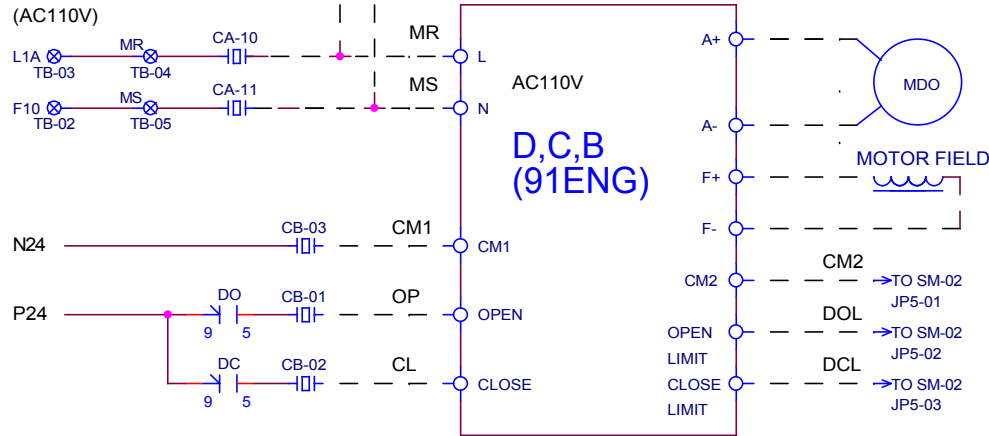 (AC110V)
L1A TB-03 MR TB-04 CA-10 MR L
F10 TB-02 MS TB-05 CA-11 MS N
AC110V
D,C,B
(91ENG)
A+
MDO
A-
MOTOR FIELD
F+
F-
N24 CB-03 CM1 CM1
CM2 CM2 TO SM-02
JP5-01
P24 DO 9 5 CB-01 OP OPEN
OPEN DOL TO SM-02
LIMIT JP5-02
DC 9 5 CB-02 CL CLOSE
CLOSE DCL TO SM-02
LIMIT JP5-03